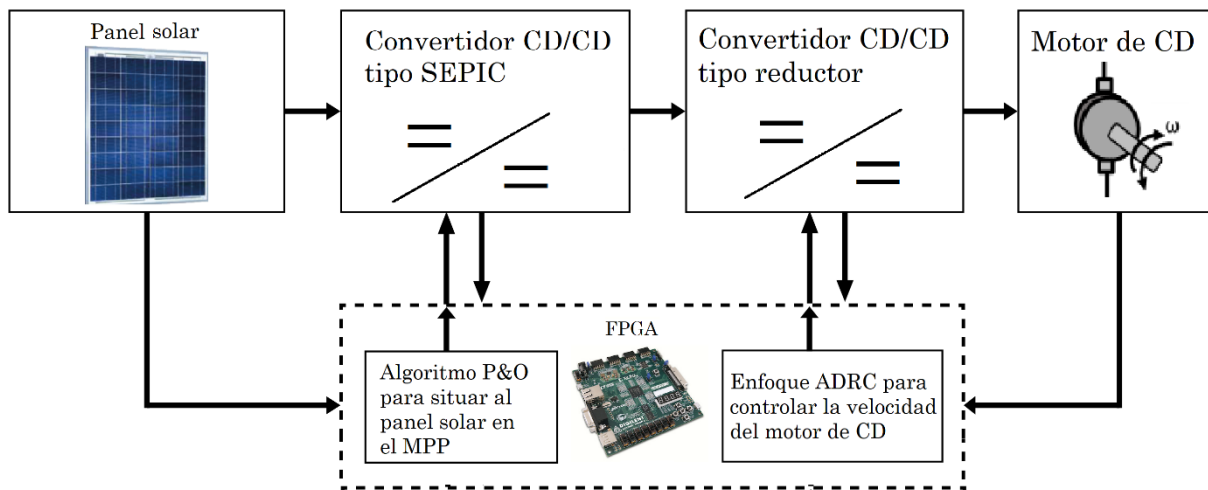 Panel solar
Convertidor CD/CD
tipo SEPIC
Convertidor CD/CD
tipo reductor
Motor de CD
ω
FPGA
Algoritmo P&O
para situar al
panel solar en
el MPP
Enfoque ADRC para
controlar la velocidad
del motor de CD